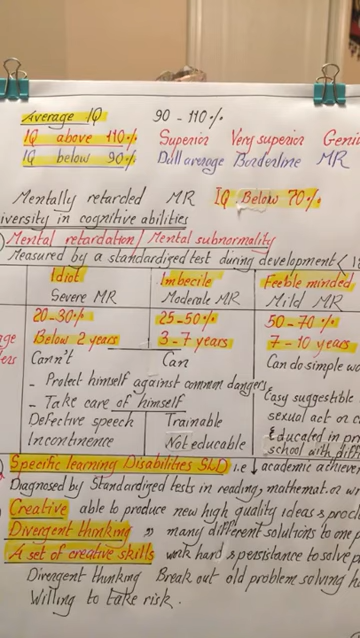 Average IQ 90 - 110 %
IQ above 110% Superior Very superior Geni
IQ below 90% Dull average Borderline MR
Mentally retarded MR IQ Below 70%
iversity in cognitive abilities
Mental retardation / Mental subnormality
Measured by a standardized test during development <
Idiot Imbecile Feeble minded
Severe MR Moderate MR Mild MR
20-30% 25-50% 50-70%
Below 2 years 3-7 years 7-10 years
Cann't Can Can do simple wo
- Protect himself against common dangers,
- Take care of himself Easy suggestible
sexual act or c
Defective speech Trainable Educated in pr
Incontinence Not educable school with diff
Specific learning Disabilities SLD i.e ↓ academic achieve
Diagnosed by Standardized tests in reading, mathemat. or w
Creative able to produce new high quality ideas & prod
Divergent thinking " many different solutions to one p
A set of creative skills work hard & persistance to solve p
Divergent thinking Break out old problem solving h
Willing to take risk.